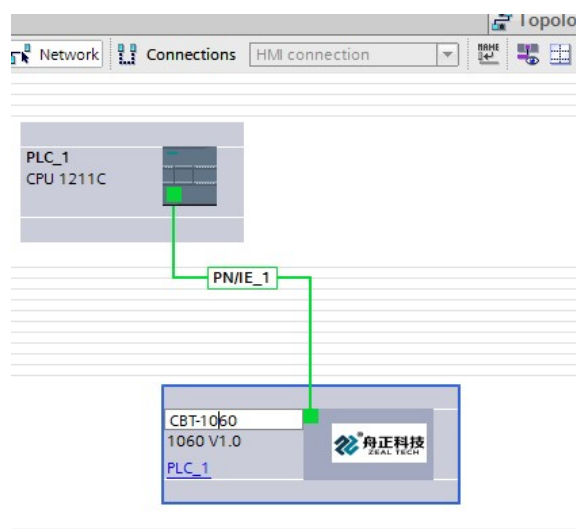 Topolo
Network Connections HMI connection
NAME
PLC_1
CPU 1211C
PN/IE_1
CBT-1060
1060 V1.0
PLC_1
舟正科技
ZEAL TECH